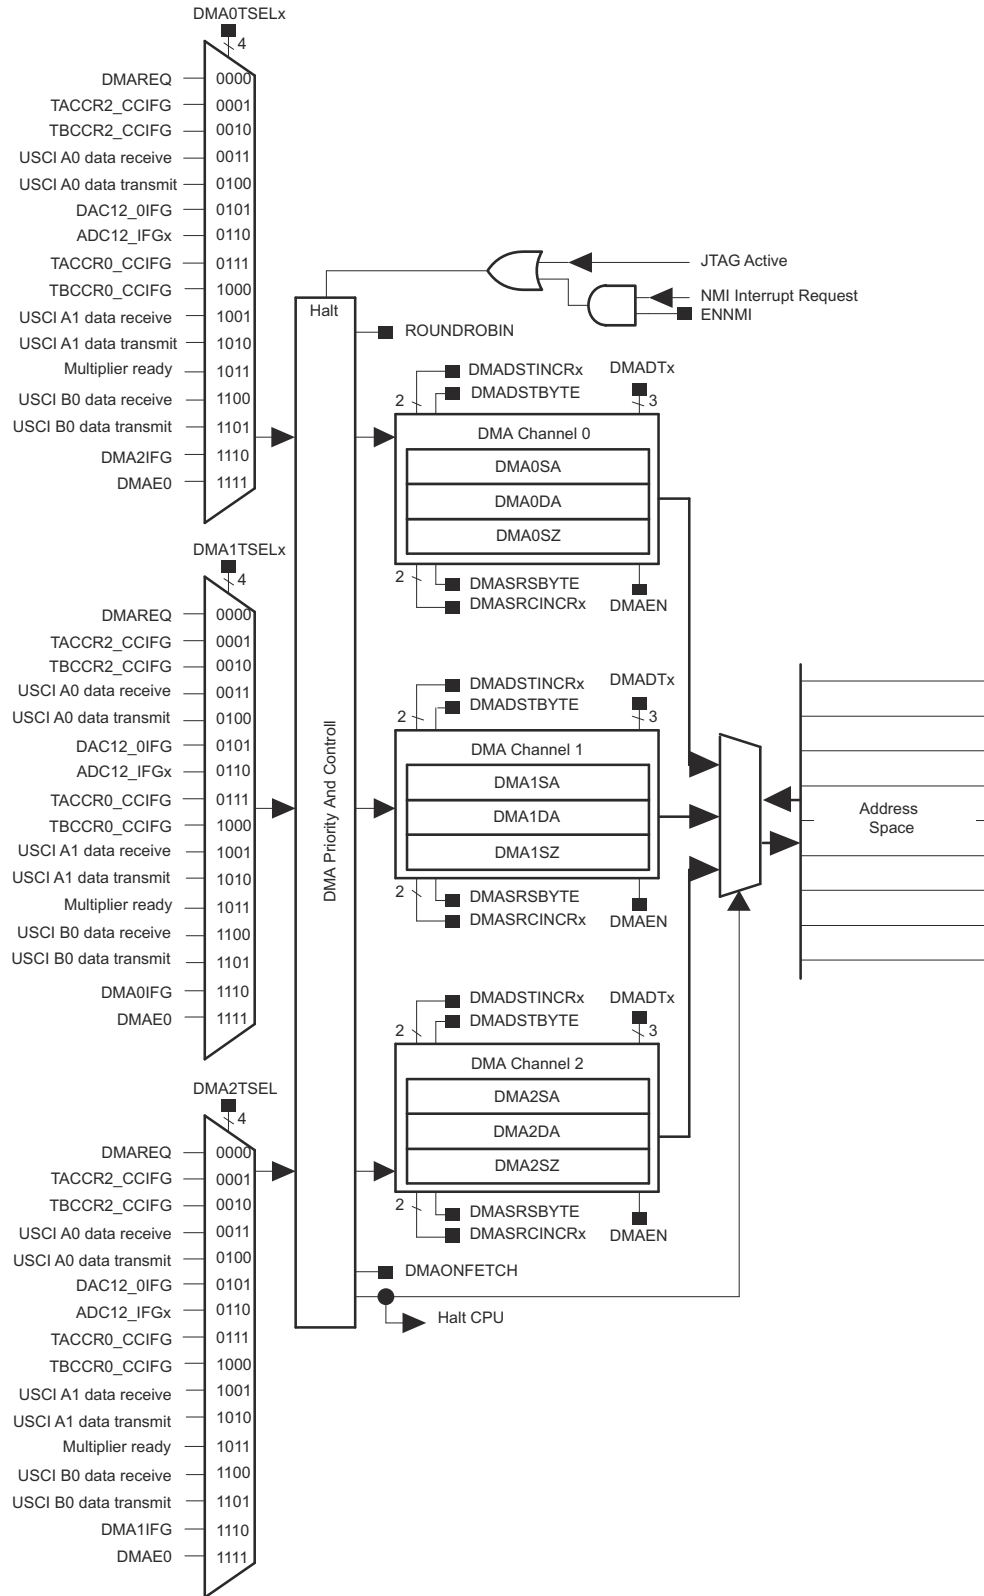 DMA0TSELx
4
DMAREQ 0000
TACCR2_CCIFG 0001
TBCCR2_CCIFG 0010
USCI A0 data receive 0011
USCI A0 data transmit 0100
DAC12_0IFG 0101
ADC12_IFGx 0110
TACCR0_CCIFG 0111
TBCCR0_CCIFG 1000
USCI A1 data receive 1001
USCI A1 data transmit 1010
Multiplier ready 1011
USCI B0 data receive 1100
USCI B0 data transmit 1101
DMA2IFG 1110
DMAE0 1111
DMA1TSELx
4
DMAREQ 0000
TACCR2_CCIFG 0001
TBCCR2_CCIFG 0010
USCI A0 data receive 0011
USCI A0 data transmit 0100
DAC12_0IFG 0101
ADC12_IFGx 0110
TACCR0_CCIFG 0111
TBCCR0_CCIFG 1000
USCI A1 data receive 1001
USCI A1 data transmit 1010
Multiplier ready 1011
USCI B0 data receive 1100
USCI B0 data transmit 1101
DMA0IFG 1110
DMAE0 1111
DMA2TSEL
4
DMAREQ 0000
TACCR2_CCIFG 0001
TBCCR2_CCIFG 0010
USCI A0 data receive 0011
USCI A0 data transmit 0100
DAC12_0IFG 0101
ADC12_IFGx 0110
TACCR0_CCIFG 0111
TBCCR0_CCIFG 1000
USCI A1 data receive 1001
USCI A1 data transmit 1010
Multiplier ready 1011
USCI B0 data receive 1100
USCI B0 data transmit 1101
DMA1IFG 1110
DMAE0 1111
Halt
DMA Priority And Controll
JTAG Active
NMI Interrupt Request
ENNMI
ROUNDROBIN
DMADSTINCRx DMADTx
2 DMADSTBYTE 3
DMA Channel 0
DMA0SA
DMA0DA
DMA0SZ
2 DMASRSBYTE
DMASRCINCRx DMAEN
DMADSTINCRx DMADTx
2 DMADSTBYTE 3
DMA Channel 1
DMA1SA
DMA1DA
DMA1SZ
2 DMASRSBYTE
DMASRCINCRx DMAEN
DMADSTINCRx DMADTx
2 DMADSTBYTE 3
DMA Channel 2
DMA2SA
DMA2DA
DMA2SZ
2 DMASRSBYTE
DMASRCINCRx DMAEN
DMAONFETCH
Halt CPU
Address
Space